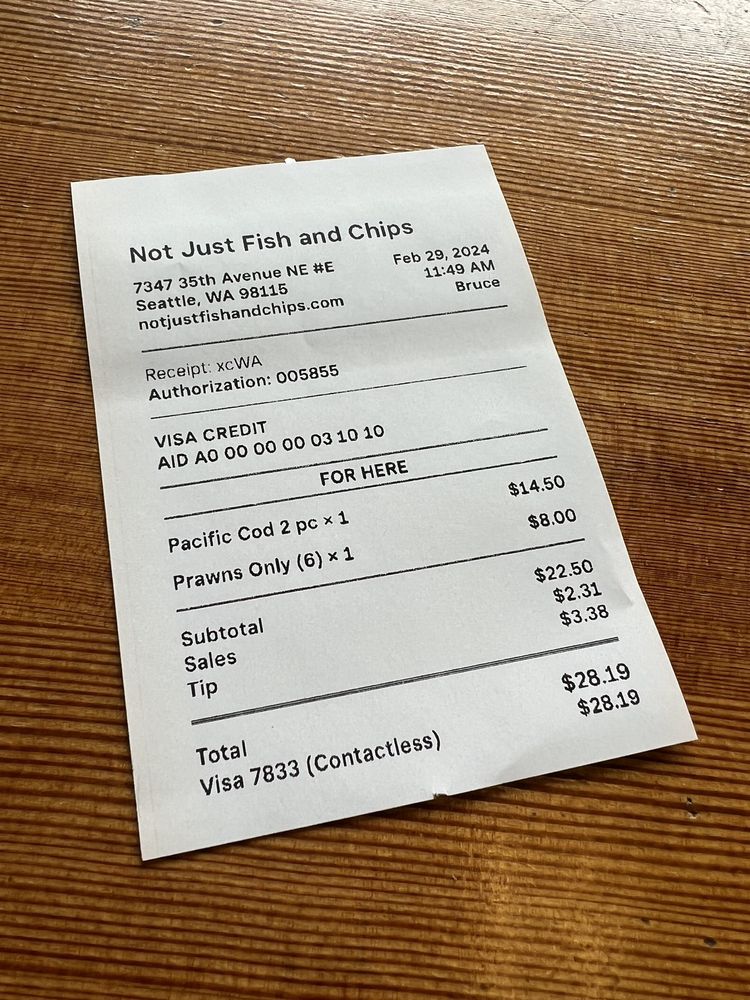 Not Just Fish and Chips
7347 35th Avenue NE #E
Seattle, WA 98115
notjustfishandchips.com
Feb 29, 2024
11:49 AM
Bruce
Receipt: xcWA
Authorization: 005855
VISA CREDIT
AID A0 00 00 00 03 10 10
FOR HERE
Pacific Cod 2 pc × 1 $14.50
Prawns Only (6) × 1 $8.00
Subtotal $22.50
Sales $2.31
Tip $3.38
Total $28.19
Visa 7833 (Contactless) $28.19